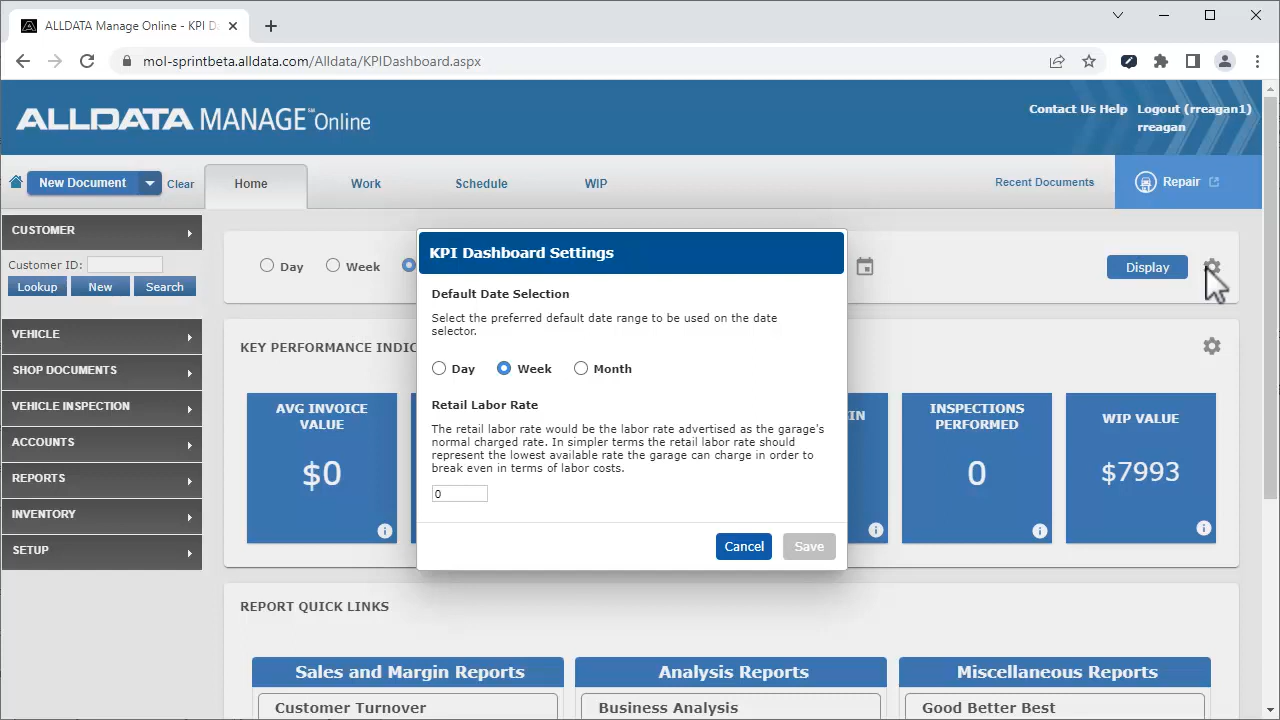 ALLDATA Manage Online - KPI D
mol-sprintbeta.alldata.com/Alldata/KPIDashboard.aspx
ALLDATA MANAGE℠ Online
Contact Us Help Logout (rreagan1)
rreagan
New Document Clear Home Work Schedule WIP Recent Documents Repair
CUSTOMER
Customer ID:
Lookup New Search
VEHICLE
SHOP DOCUMENTS
VEHICLE INSPECTION
ACCOUNTS
REPORTS
INVENTORY
SETUP
Day Week Display
KEY PERFORMANCE INDIC
AVG INVOICE
VALUE
$0
IN
INSPECTIONS
PERFORMED
0
WIP VALUE
$7993
KPI Dashboard Settings
Default Date Selection
Select the preferred default date range to be used on the date
selector.
Day Week Month
Retail Labor Rate
The retail labor rate would be the labor rate advertised as the garage's
normal charged rate. In simpler terms the retail labor rate should
represent the lowest available rate the garage can charge in order to
break even in terms of labor costs.
0
Cancel Save
REPORT QUICK LINKS
Sales and Margin Reports
Customer Turnover
Analysis Reports
Business Analysis
Miscellaneous Reports
Good Better Best